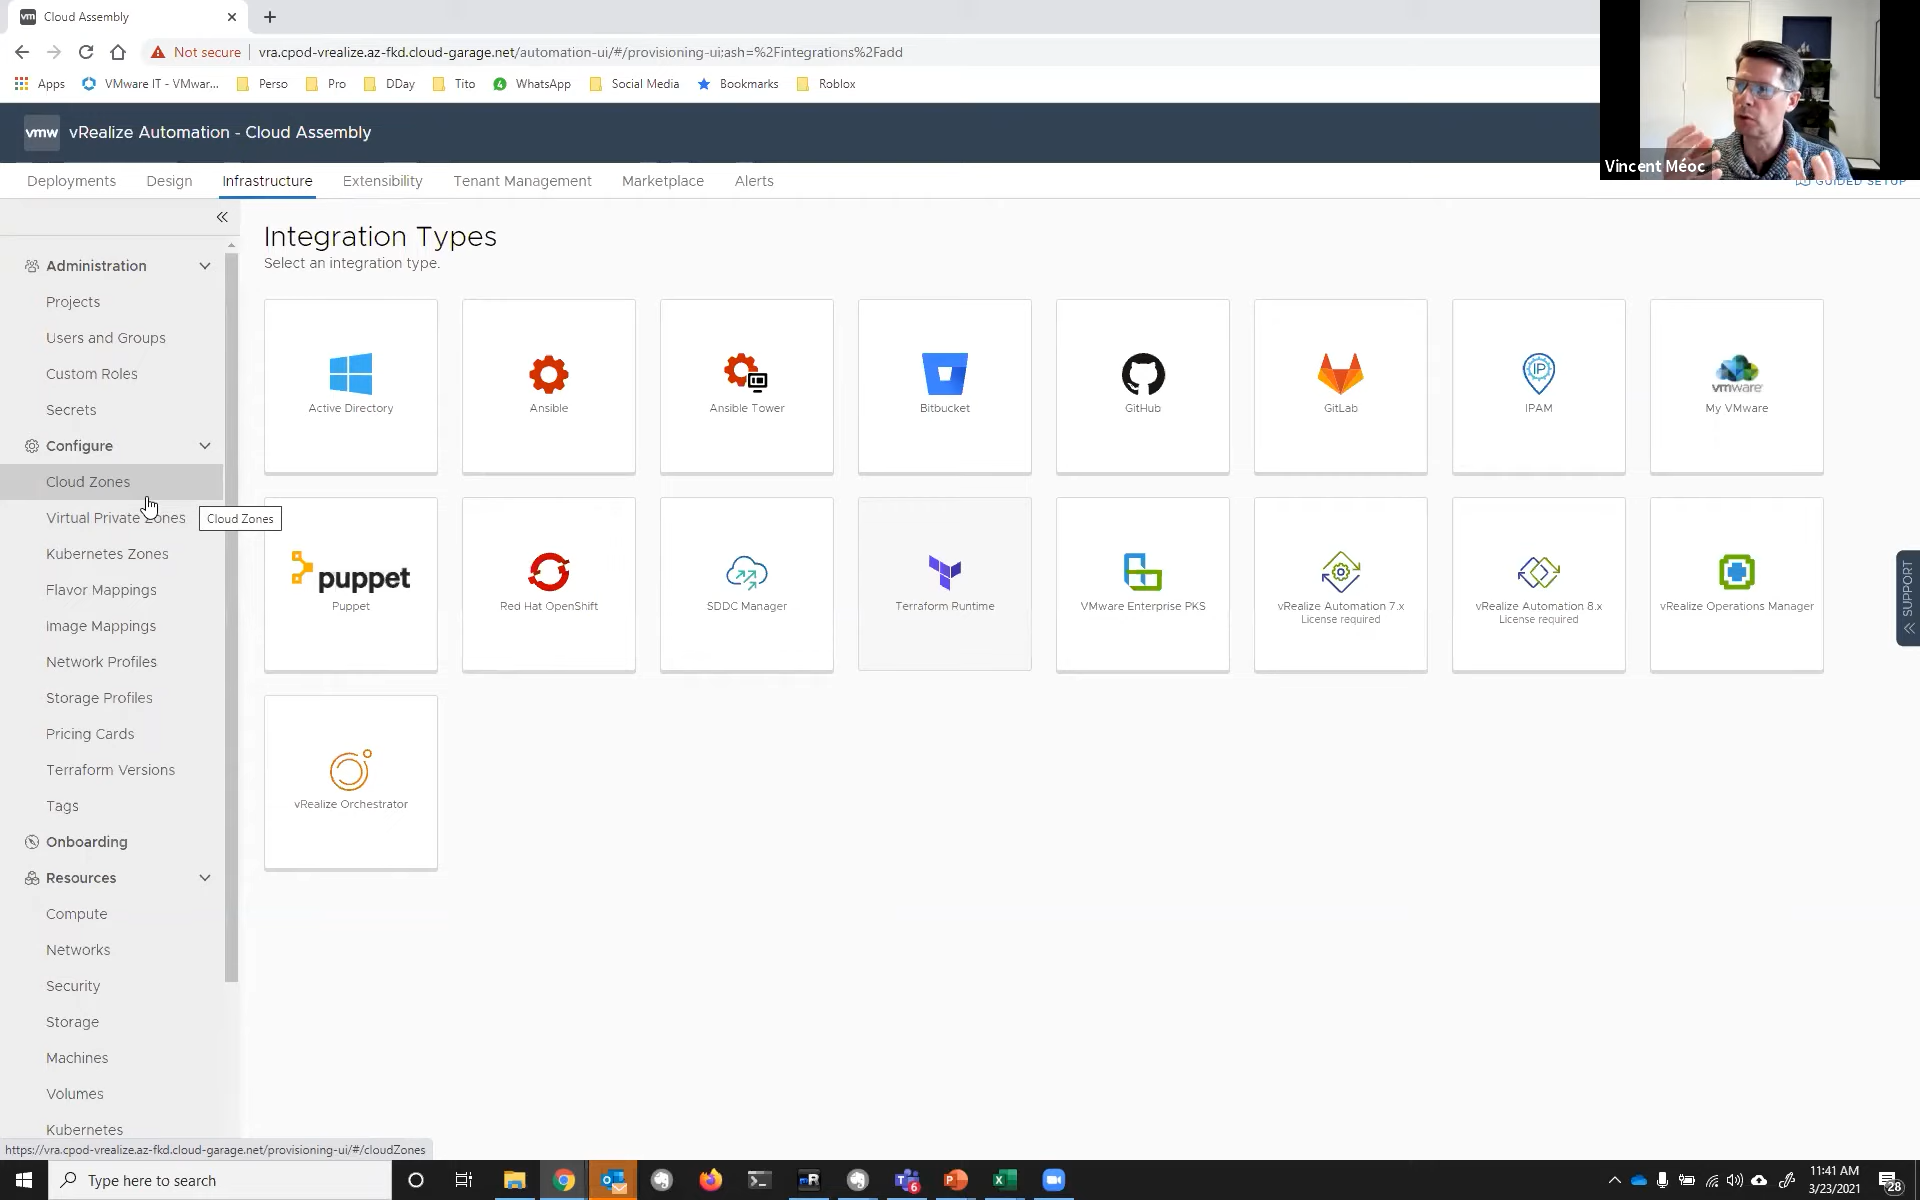 vm Cloud Assembly
Not secure
vra.cpod-vrealize.az-fkd.cloud-garage.net/automation-ui/#/provisioning-ui;ash=%2Fintegrations%2Fadd
Apps
VMware IT - VMwar...
Perso
Pro
DDay
Tito
4 WhatsApp
Social Media
Bookmarks
Roblox
vmw vRealize Automation - Cloud Assembly
Vincent Méoc
Deployments
Design
Infrastructure
Extensibility
Tenant Management
Marketplace
Alerts
GUIDED SETUP
Administration
Projects
Users and Groups
Custom Roles
Secrets
Configure
Cloud Zones
Virtual Private Zones
Cloud Zones
Kubernetes Zones
Flavor Mappings
Image Mappings
Network Profiles
Storage Profiles
Pricing Cards
Terraform Versions
Tags
Onboarding
Resources
Compute
Networks
Security
Storage
Machines
Volumes
Kubernetes
Integration Types
Select an integration type.
Active Directory
Ansible
Ansible Tower
Bitbucket
GitHub
GitLab
IP
IPAM
vmware
My VMware
puppet
Puppet
Red Hat OpenShift
SDDC Manager
Terraform Runtime
VMware Enterprise PKS
vRealize Automation 7.x
License required
vRealize Automation 8.x
License required
vRealize Operations Manager
vRealize Orchestrator
SUPPORT
https://vra.cpod-vrealize.az-fkd.cloud-garage.net/provisioning-ui/#/cloudZones
Type here to search
11:41 AM
3/23/2021
28